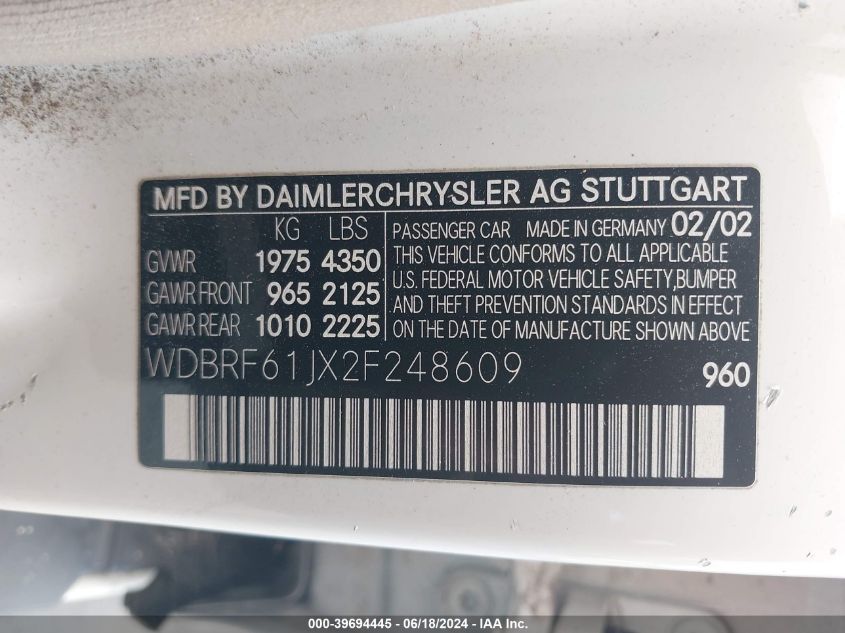 MFD BY DAIMLERCHRYSLER AG STUTTGART
KG LBS
GVWR 1975 4350
GAWR FRONT 965 2125
GAWR REAR 1010 2225
PASSENGER CAR MADE IN GERMANY 02/02
THIS VEHICLE CONFORMS TO ALL APPLICABLE
U.S. FEDERAL MOTOR VEHICLE SAFETY,BUMPER
AND THEFT PREVENTION STANDARDS IN EFFECT
ON THE DATE OF MANUFACTURE SHOWN ABOVE
WDBRF61JX2F248609
960
000-39694445 - 06/18/2024 - IAAI.com.